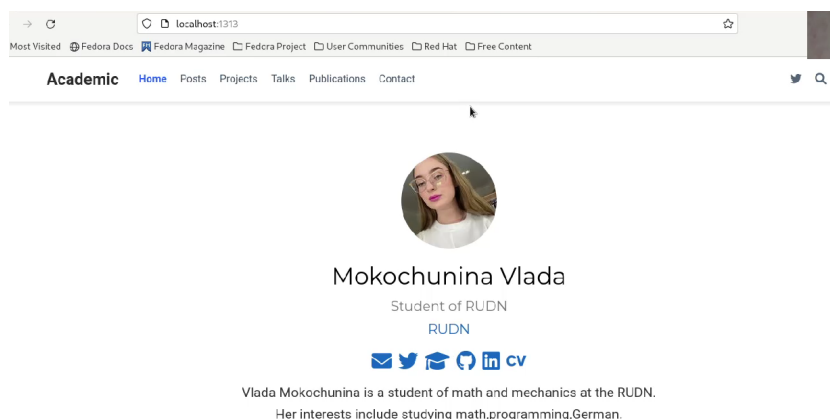 localhost:1313
Most Visited Fedora Docs Fedora Magazine Fedora Project User Communities Red Hat Free Content
Academic Home Posts Projects Talks Publications Contact
Mokochunina Vlada
Student of RUDN
RUDN
CV
Vlada Mokochunina is a student of math and mechanics at the RUDN.
Her interests include studying math,programming,German.